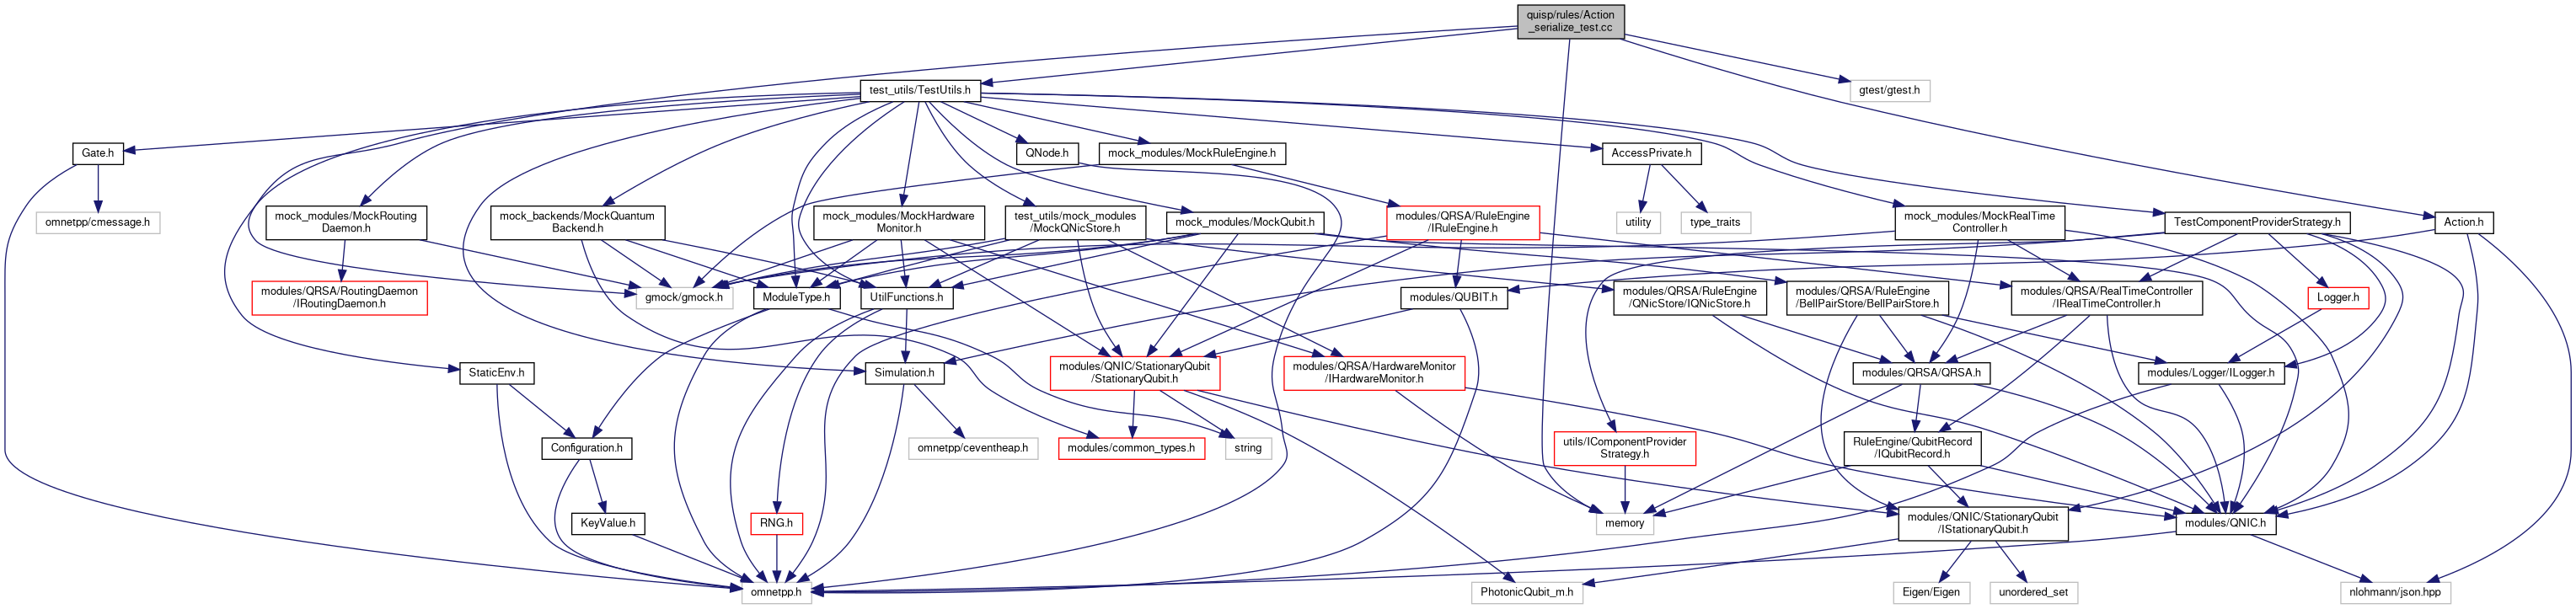 quisp/rules/Action
_serialize_test.cc
test_utils/TestUtils.h
gtest/gtest.h
Gate.h
QNode.h
mock_modules/MockRuleEngine.h
AccessPrivate.h
omnetpp/cmessage.h
mock_modules/MockRouting
Daemon.h
mock_backends/MockQuantum
Backend.h
mock_modules/MockHardware
Monitor.h
test_utils/mock_modules
/MockQNicStore.h
mock_modules/MockQubit.h
modules/QRSA/RuleEngine
/IRuleEngine.h
utility
type_traits
mock_modules/MockRealTime
Controller.h
TestComponentProviderStrategy.h
Action.h
modules/QRSA/RoutingDaemon
/IRoutingDaemon.h
gmock/gmock.h
ModuleType.h
UtilFunctions.h
modules/QUBIT.h
modules/QRSA/RuleEngine
/QNicStore/IQNicStore.h
modules/QRSA/RuleEngine
/BellPairStore/BellPairStore.h
modules/QRSA/RealTimeController
/IRealTimeController.h
Logger.h
StaticEnv.h
Simulation.h
modules/QNIC/StationaryQubit
/StationaryQubit.h
modules/QRSA/HardwareMonitor
/IHardwareMonitor.h
modules/QRSA/QRSA.h
modules/Logger/ILogger.h
Configuration.h
omnetpp/ceventheap.h
modules/common_types.h
string
utils/IComponentProvider
Strategy.h
RuleEngine/QubitRecord
/IQubitRecord.h
KeyValue.h
RNG.h
memory
modules/QNIC/StationaryQubit
/IStationaryQubit.h
modules/QNIC.h
omnetpp.h
PhotonicQubit_m.h
Eigen/Eigen
unordered_set
nlohmann/json.hpp